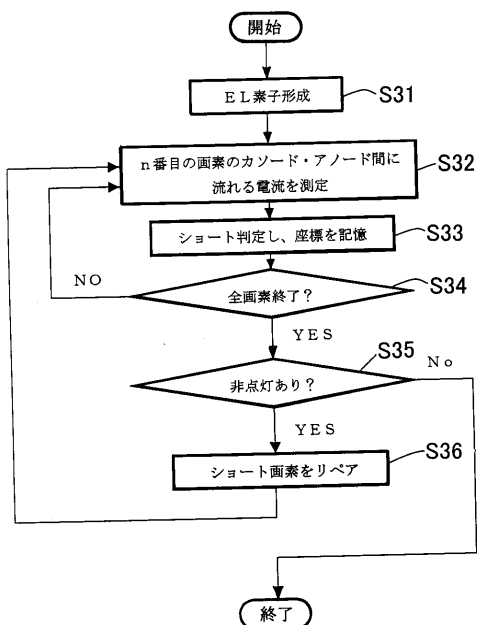 開始
EL素子形成
S31
n番目の画素のカソード・アノード間に
流れる電流を測定
S32
ショート判定し、座標を記憶
S33
NO
全画素終了?
S34
YES
S35
非点灯あり?
No
YES
ショート画素をリペア
S36
終了